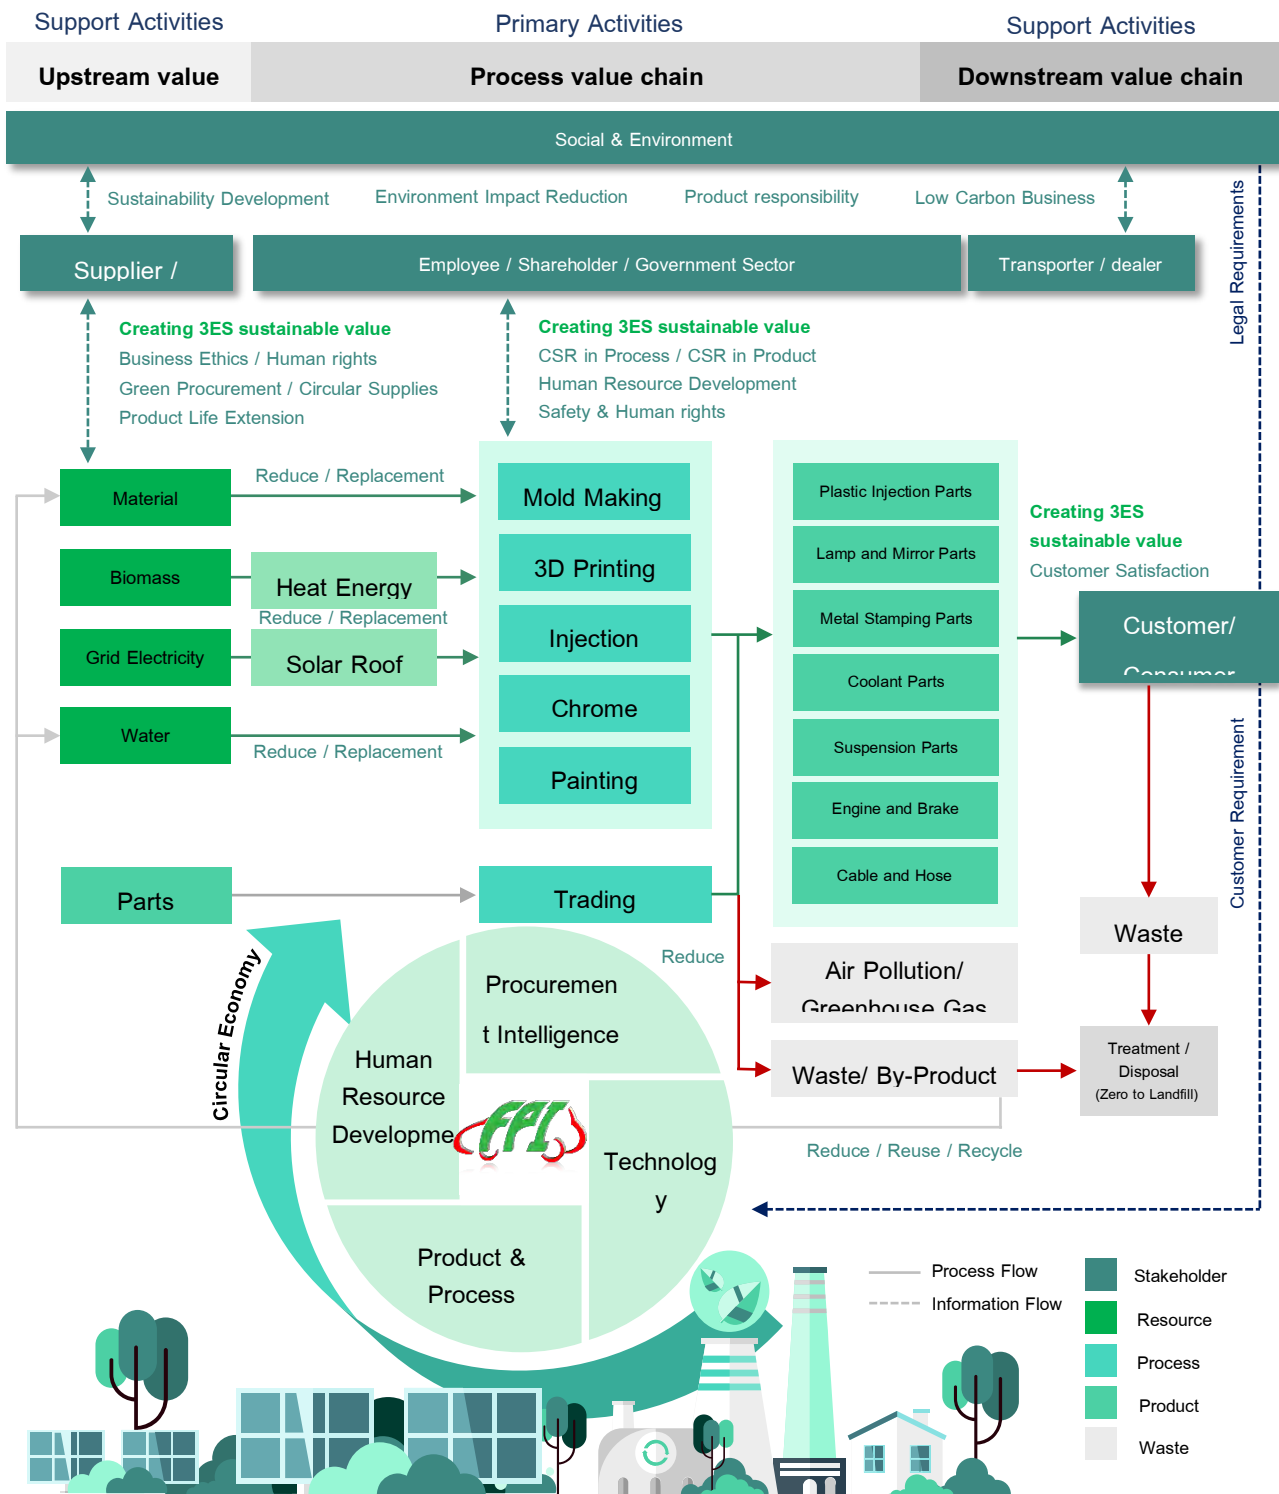 Support Activities
Primary Activities
Support Activities
Upstream value
Process value chain
Downstream value chain
Social & Environment
Sustainability Development
Environment Impact Reduction
Product responsibility
Low Carbon Business
Legal Requirements
Supplier /
Employee / Shareholder / Government Sector
Transporter / dealer
Creating 3ES sustainable value
Business Ethics / Human rights
Green Procurement / Circular Supplies
Product Life Extension
Creating 3ES sustainable value
CSR in Process / CSR in Product
Human Resource Development
Safety & Human rights
Material
Reduce / Replacement
Biomass
Heat Energy
Reduce / Replacement
Grid Electricity
Solar Roof
Water
Reduce / Replacement
Mold Making
3D Printing
Injection
Chrome
Painting
Plastic Injection Parts
Lamp and Mirror Parts
Metal Stamping Parts
Coolant Parts
Suspension Parts
Engine and Brake
Cable and Hose
Creating 3ES
sustainable value
Customer Satisfaction
Customer/
Consumer
Customer Requirement
Parts
Trading
Reduce
Air Pollution/
Greenhouse Gas
Waste/ By-Product
Waste
Treatment /
Disposal
(Zero to Landfill)
Reduce / Reuse / Recycle
Circular Economy
Procuremen
t Intelligence
Human
Resource
Developme
FPI
Technolog
y
Product &
Process
Process Flow
Information Flow
Stakeholder
Resource
Process
Product
Waste